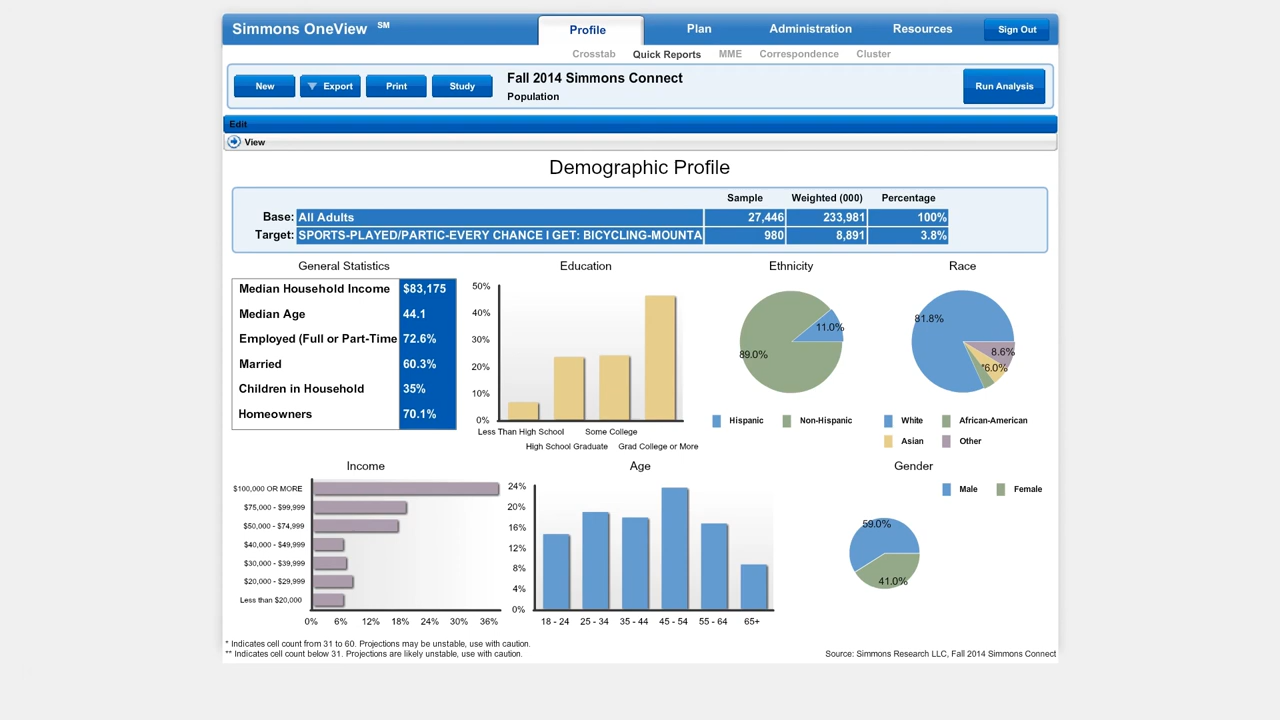 Simmons OneView SM
Profile Plan Administration Resources Sign Out
Crosstab Quick Reports MME Correspondence Cluster
New Export Print Study
Fall 2014 Simmons Connect
Population
Run Analysis
Edit
View
Demographic Profile
Sample Weighted (000) Percentage
Base: All Adults 27,446 233,981 100%
Target: SPORTS-PLAYED/PARTIC-EVERY CHANCE I GET: BICYCLING-MOUNTA 980 8,891 3.8%
General Statistics
Median Household Income $83,175
Median Age 44.1
Employed (Full or Part-Time 72.6%
Married 60.3%
Children in Household 35%
Homeowners 70.1%
Education
50%
40%
30%
20%
10%
0%
Less Than High School Some College
High School Graduate Grad College or More
Ethnicity
11.0%
89.0%
Hispanic Non-Hispanic
Race
81.8%
8.6%
*6.0%
White African-American
Asian Other
Income
$100,000 OR MORE
$75,000 - $99,999
$50,000 - $74,999
$40,000 - $49,999
$30,000 - $39,999
$20,000 - $29,999
Less than $20,000
0% 6% 12% 18% 24% 30% 36%
Age
24%
20%
16%
12%
8%
4%
0%
18 - 24 25 - 34 35 - 44 45 - 54 55 - 64 65+
Gender
Male Female
59.0%
41.0%
* Indicates cell count from 31 to 60. Projections may be unstable, use with caution.
** Indicates cell count below 31. Projections are likely unstable, use with caution.
Source: Simmons Research LLC, Fall 2014 Simmons Connect